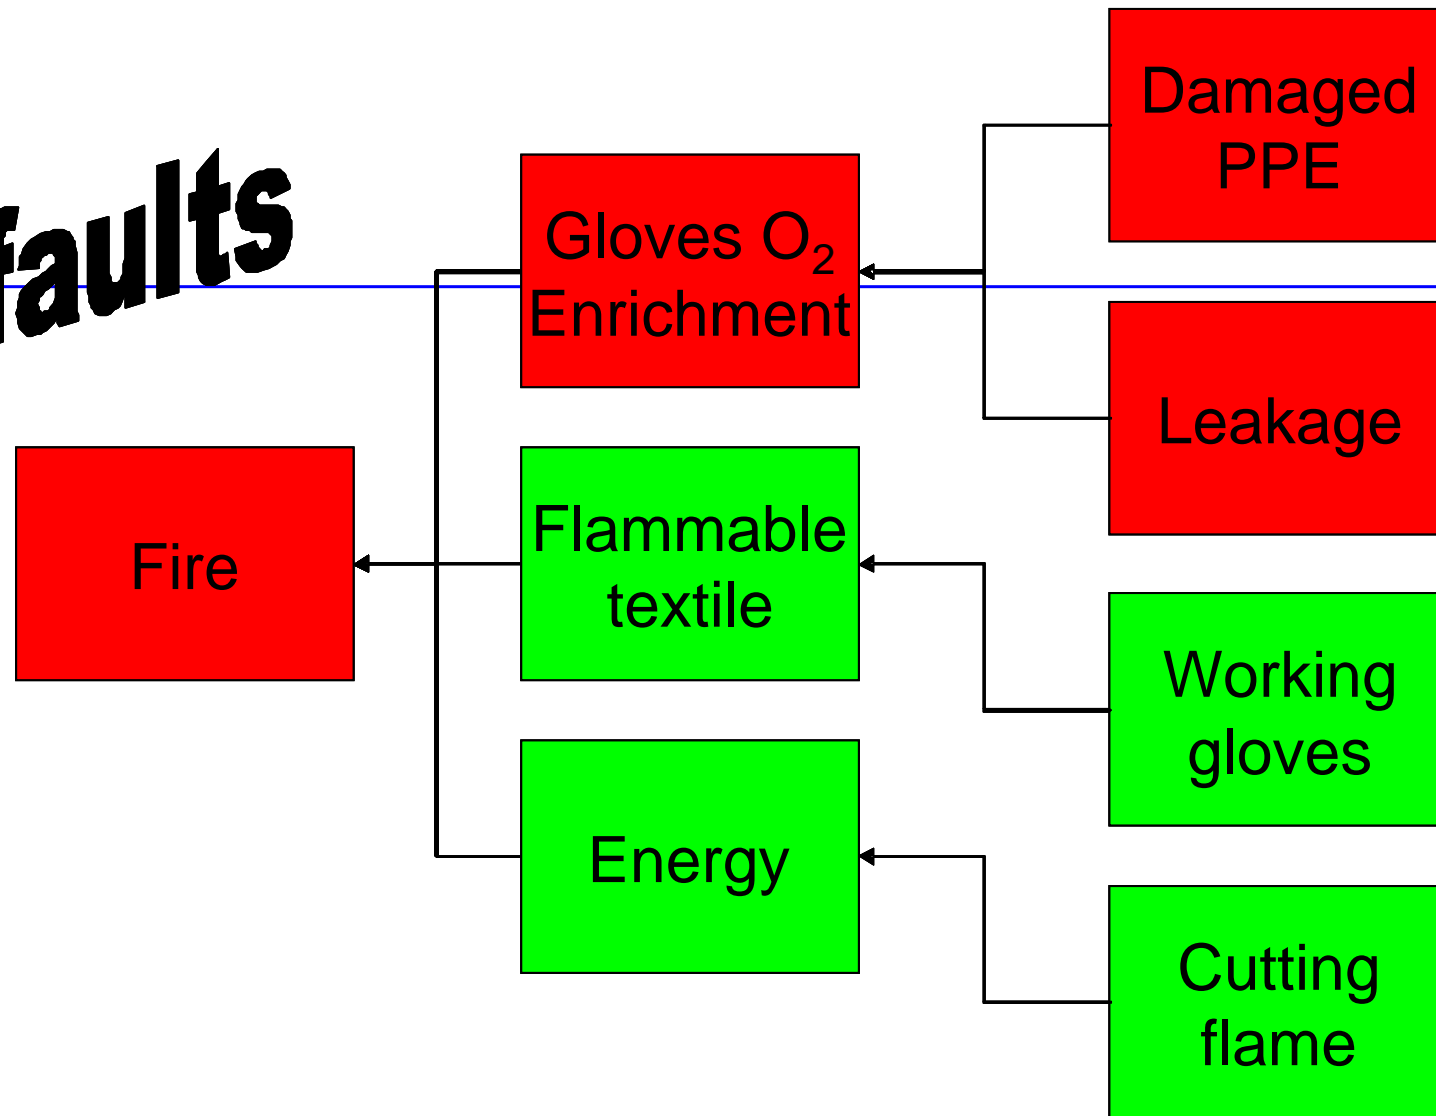 faults
Damaged
PPE
Gloves O₂
Enrichment
Leakage
Fire
Flammable
textile
Working
gloves
Energy
Cutting
flame